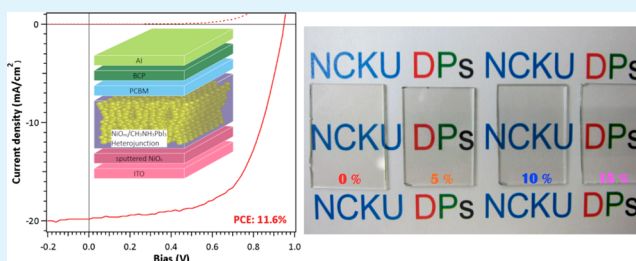 Current density (mA/cm²)
0
-10
-20
-0.2 0.0 0.2 0.4 0.6 0.8 1.0
Bias (V)
Al
BCP
PCBM
NiOₓ/CH₃NH₃PbI₃
Heterojunction
sputtered NiOₓ
ITO
PCE: 11.6%
NCKU DPs NCKU DPs
NCKU DPs NCKU DPs
0 % 5 % 10 %
NCKU DPs NCKU DPs